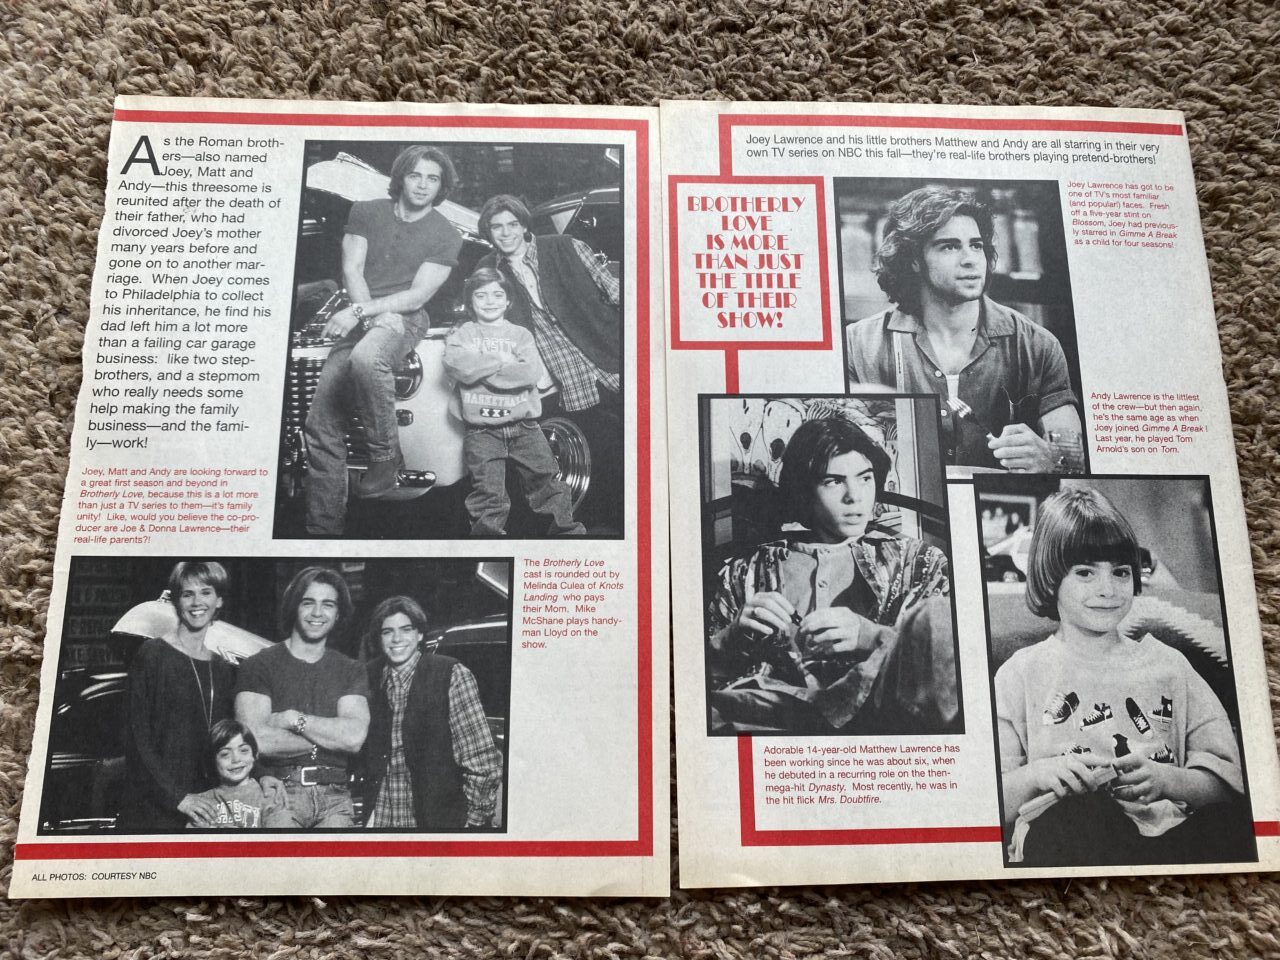 As the Roman broth-
ers—also named
Joey, Matt and
Andy—this threesome is
reunited after the death of
their father, who had
divorced Joey's mother
many years before and
gone on to another mar-
riage. When Joey comes
to Philadelphia to collect
his inheritance, he find his
dad left him a lot more
than a failing car garage
business: like two step-
brothers, and a stepmom
who really needs some
help making the family
business—and the fami-
ly—work!
Joey, Matt and Andy are looking forward to
a great first season and beyond in
Brotherly Love, because this is a lot more
than just a TV series to them—it's family
unity! Like, would you believe the co-pro-
ducer are Joe & Donna Lawrence—their
real-life parents?!
BASKETBALL
XXL
The Brotherly Love
cast is rounded out by
Melinda Culea of Knots
Landing who pays
their Mom. Mike
McShane plays handy-
man Lloyd on the
show.
ALL PHOTOS: COURTESY NBC
Joey Lawrence and his little brothers Matthew and Andy are all starring in their very
own TV series on NBC this fall—they're real-life brothers playing pretend-brothers!
BROTHERLY
LOVE
IS MORE
THAN JUST
THE TITLE
OF THEIR
SHOW!
Joey Lawrence has got to be
one of TV's most familiar
(and popular!) faces. Fresh
off a five-year stint on
Blossom, Joey had previous-
ly starred in Gimme A Break
as a child for four seasons!
Andy Lawrence is the littlest
of the crew—but then again,
he's the same age as when
Joey joined Gimme A Break!
Last year, he played Tom
Arnold's son on Tom.
Adorable 14-year-old Matthew Lawrence has
been working since he was about six, when
he debuted in a recurring role on the then-
mega-hit Dynasty. Most recently, he was in
the hit flick Mrs. Doubtfire.